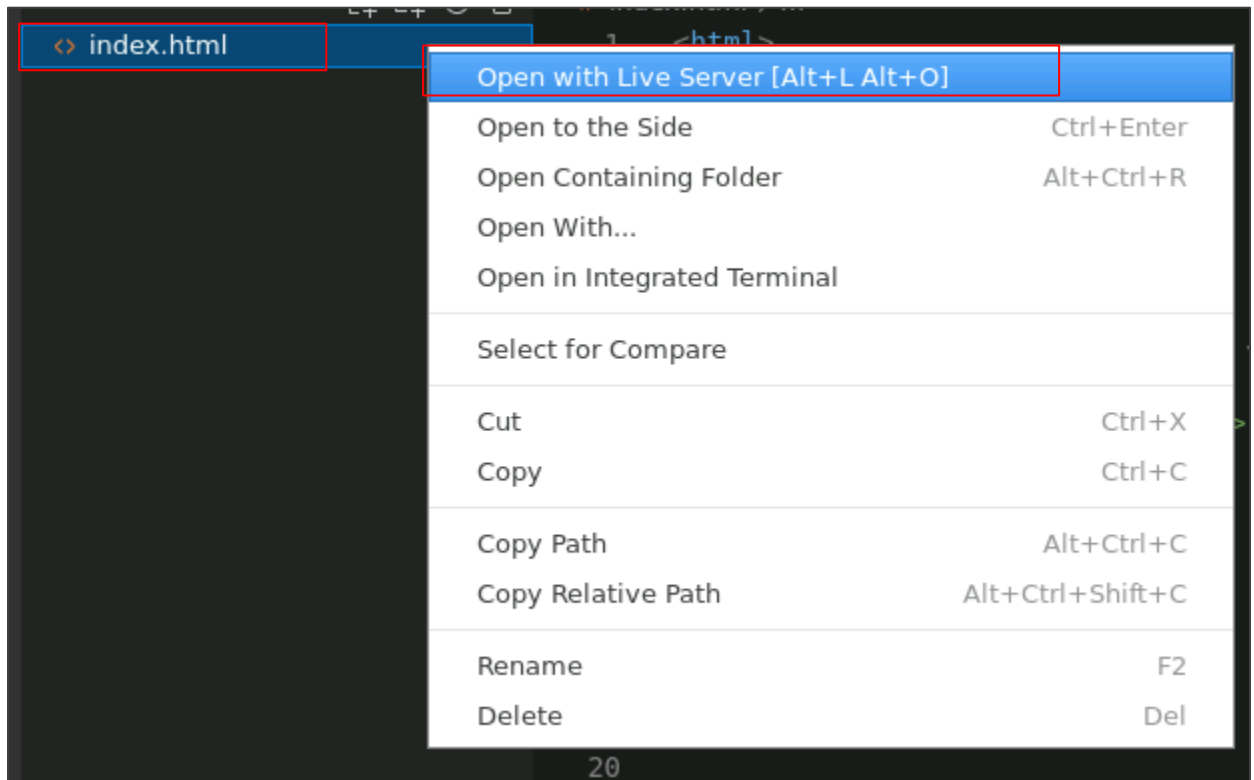 index.html
1 <html>
Open with Live Server [Alt+L Alt+O]
Open to the Side Ctrl+Enter
Open Containing Folder Alt+Ctrl+R
Open With...
Open in Integrated Terminal
Select for Compare
Cut Ctrl+X
Copy Ctrl+C
Copy Path Alt+Ctrl+C
Copy Relative Path Alt+Ctrl+Shift+C
Rename F2
Delete Del
20